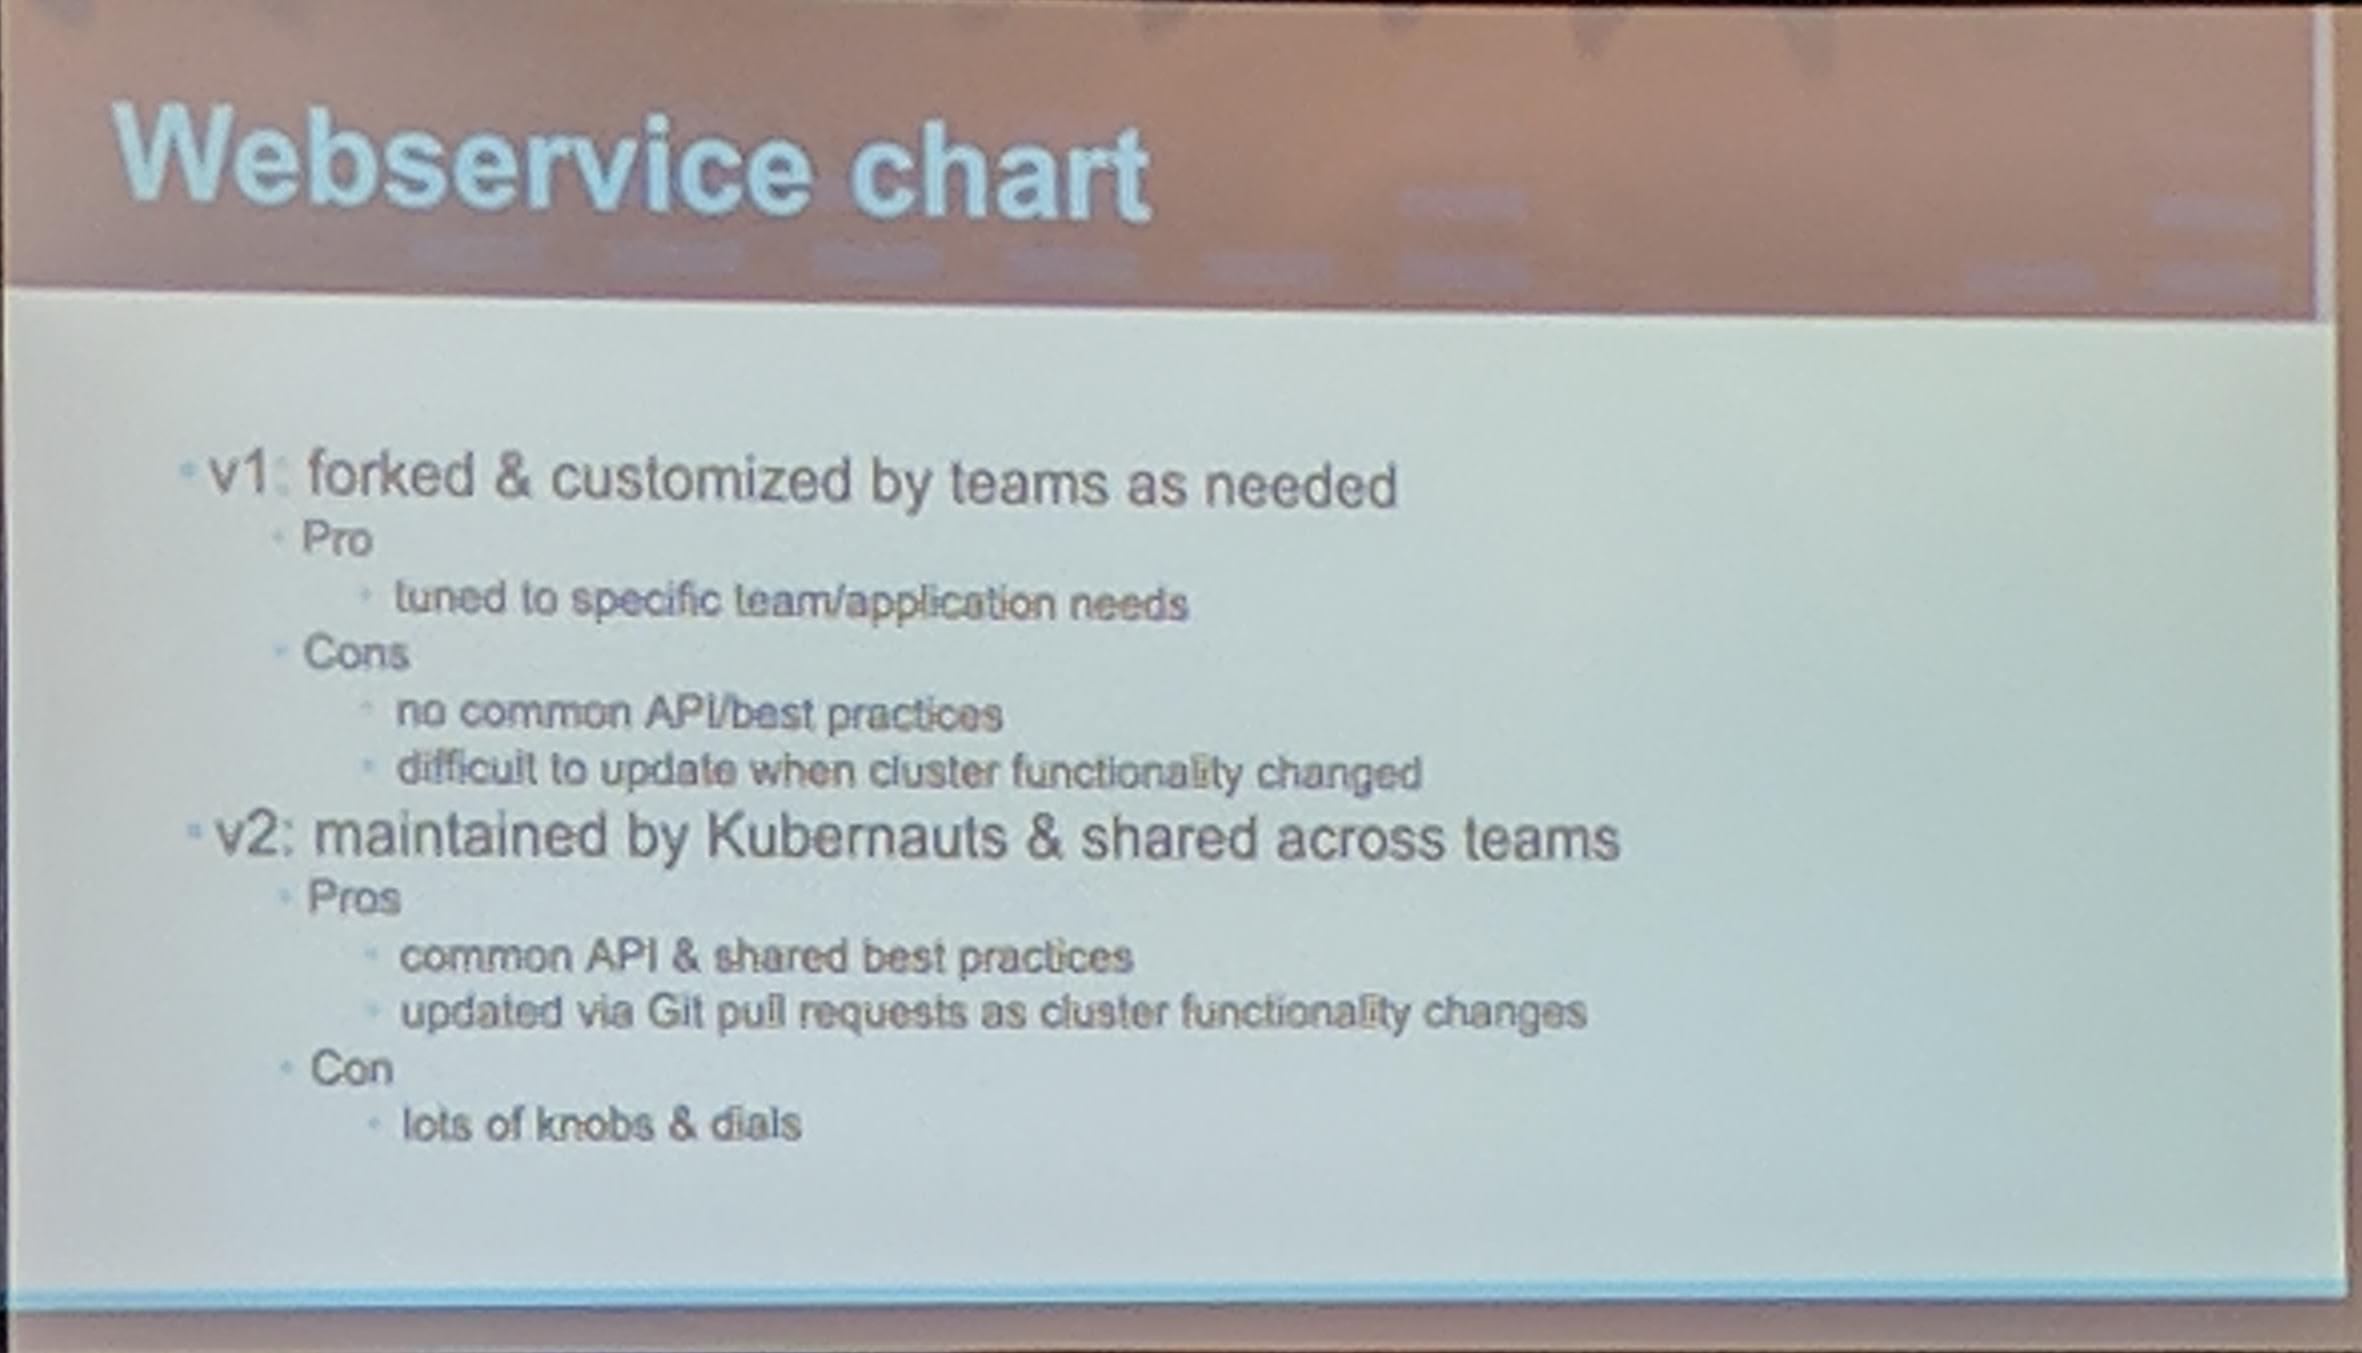 Webservice chart
v1: forked & customized by teams as needed
Pro
tuned to specific team/application needs
Cons
no common API/best practices
difficult to update when cluster functionality changed
v2: maintained by Kubernauts & shared across teams
Pros
common API & shared best practices
updated via Git pull requests as cluster functionality changes
Con
lots of knobs & dials